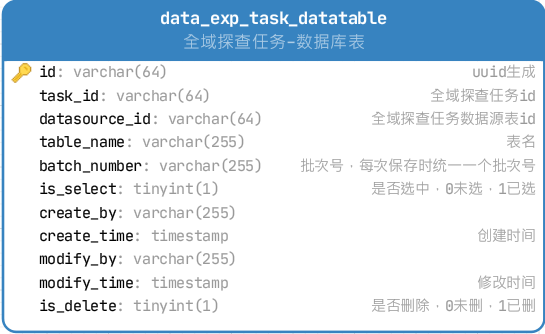 data_exp_task_datatable
全域探查任务-数据库表
id: varchar(64) uuid生成
task_id: varchar(64) 全域探查任务id
datasource_id: varchar(64) 全域探查任务数据源表id
table_name: varchar(255) 表名
batch_number: varchar(255) 批次号·每次保存时统一一个批次号
is_select: tinyint(1) 是否选中·0未选·1已选
create_by: varchar(255)
create_time: timestamp 创建时间
modify_by: varchar(255)
modify_time: timestamp 修改时间
is_delete: tinyint(1) 是否删除·0未删·1已删